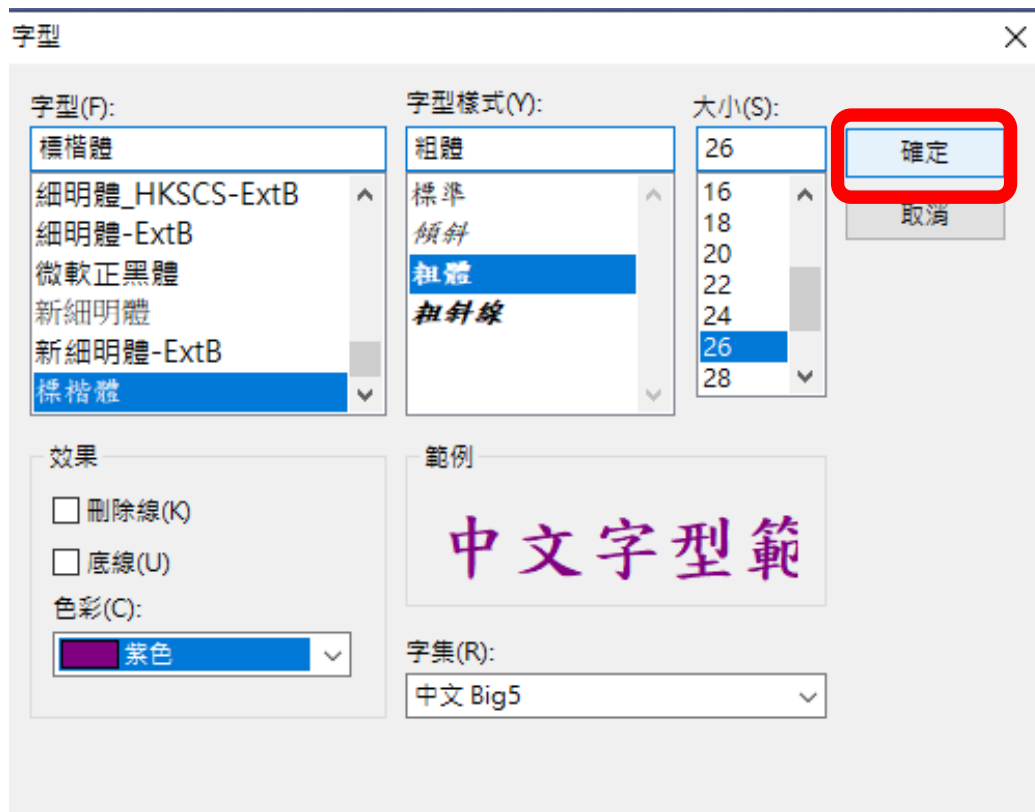 字型
字型(F):
標楷體
細明體_HKSCS-ExtB
細明體-ExtB
微軟正黑體
新細明體
新細明體-ExtB
標楷體
字型樣式(Y):
粗體
標準
傾斜
粗體
粗斜線
大小(S):
26
16
18
20
22
24
26
28
確定
取消
效果
刪除線(K)
底線(U)
色彩(C):
紫色
範例
中文字型範
字集(R):
中文 Big5